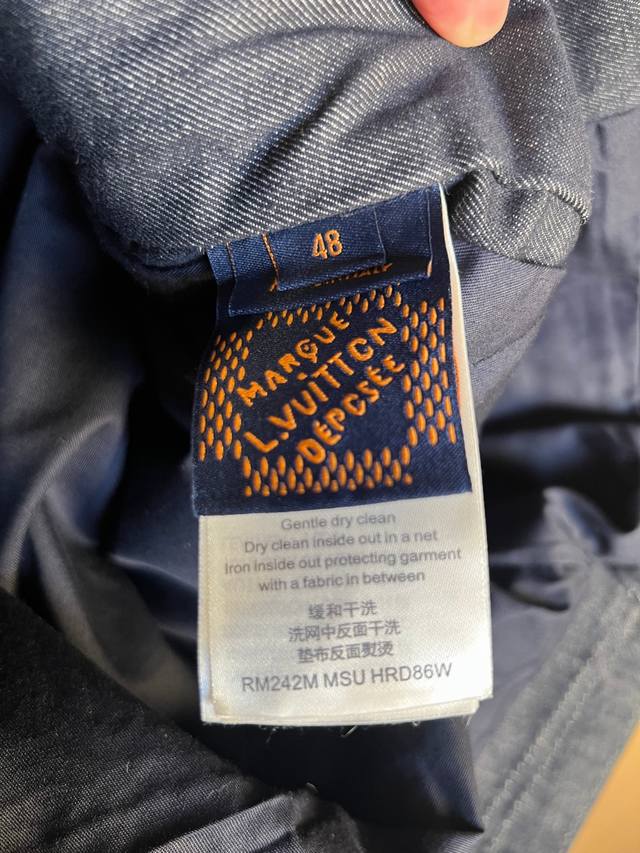 48
MARQUE
L.VUITTON
DÉPOSÉE
Gentle dry clean
Dry clean inside out in a net
Iron inside out protecting garment
with a fabric in between
缓和干洗
洗网中反面干洗
垫布反面熨烫
RM242M MSU HRD86W